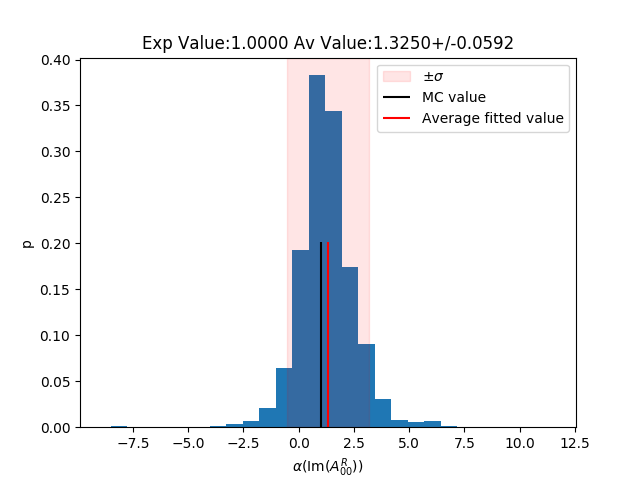 Exp Value:1.0000 Av Value:1.3250+/-0.0592
±σ
MC value
Average fitted value
p
0.40
0.35
0.30
0.25
0.20
0.15
0.10
0.05
0.00
−7.5 −5.0 −2.5 0.0 2.5 5.0 7.5 10.0 12.5
α(Im(A^R_00))